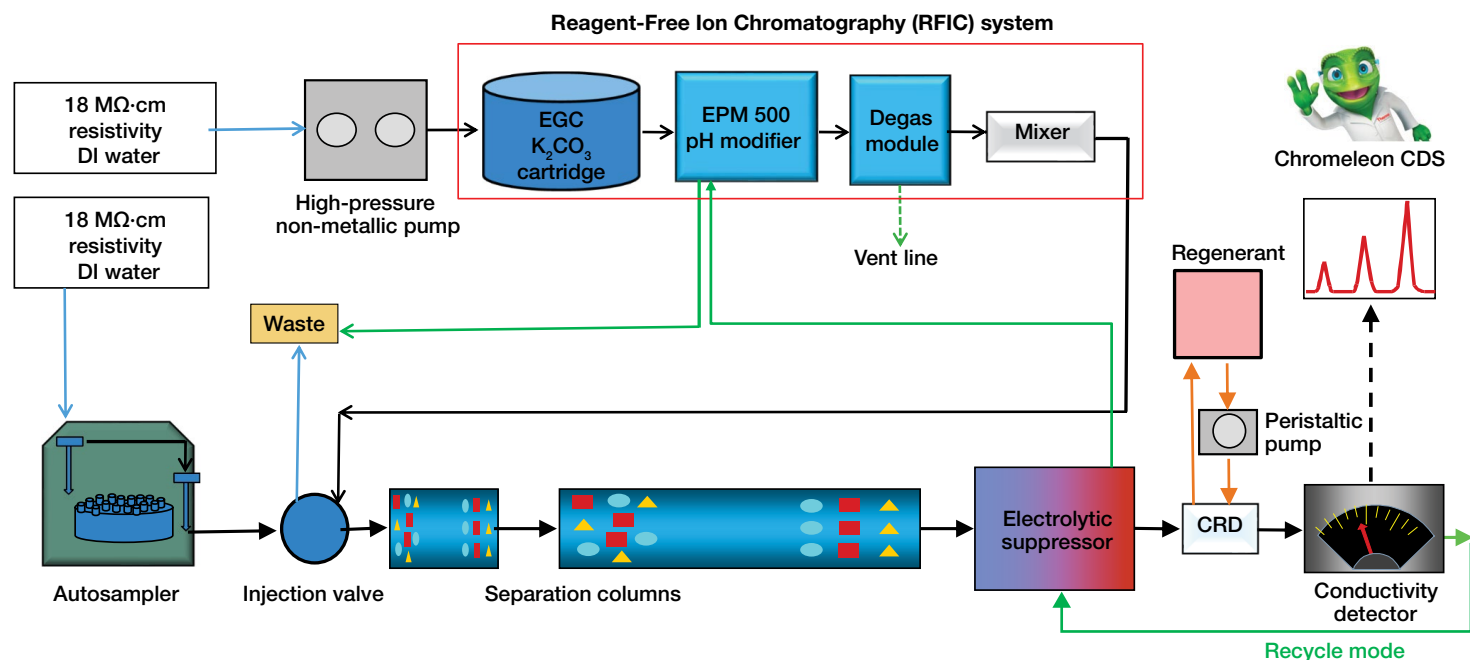 Reagent-Free Ion Chromatography (RFIC) system
18 MΩ·cm
resistivity
DI water
High-pressure
non-metallic pump
EGC
K₂CO₃
cartridge
EPM 500
pH modifier
Degas
module
Mixer
Vent line
Chromeleon CDS
18 MΩ·cm
resistivity
DI water
Waste
Regenerant
Peristaltic
pump
Autosampler
Injection valve
Separation columns
Electrolytic
suppressor
CRD
Conductivity
detector
Recycle mode